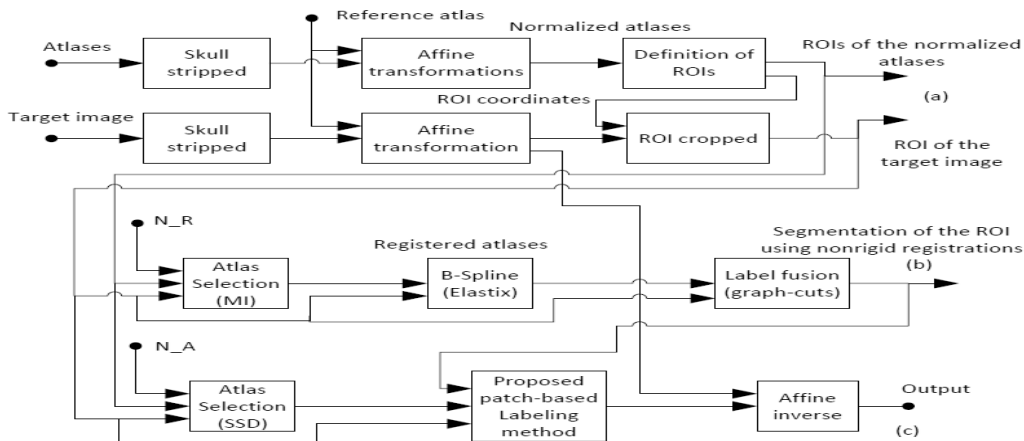 Reference atlas
Atlases
Skull
stripped
Affine
transformations
Normalized atlases
Definition of
ROIs
ROIs of the normalized
atlases
(a)
ROI coordinates
Target image
Skull
stripped
Affine
transformation
ROI cropped
ROI of the
target image
N_R
Atlas
Selection
(MI)
Registered atlases
B-Spline
(Elastix)
Label fusion
(graph-cuts)
Segmentation of the ROI
using nonrigid registrations
(b)
N_A
Atlas
Selection
(SSD)
Proposed
patch-based
Labeling
method
Affine
inverse
Output
(c)